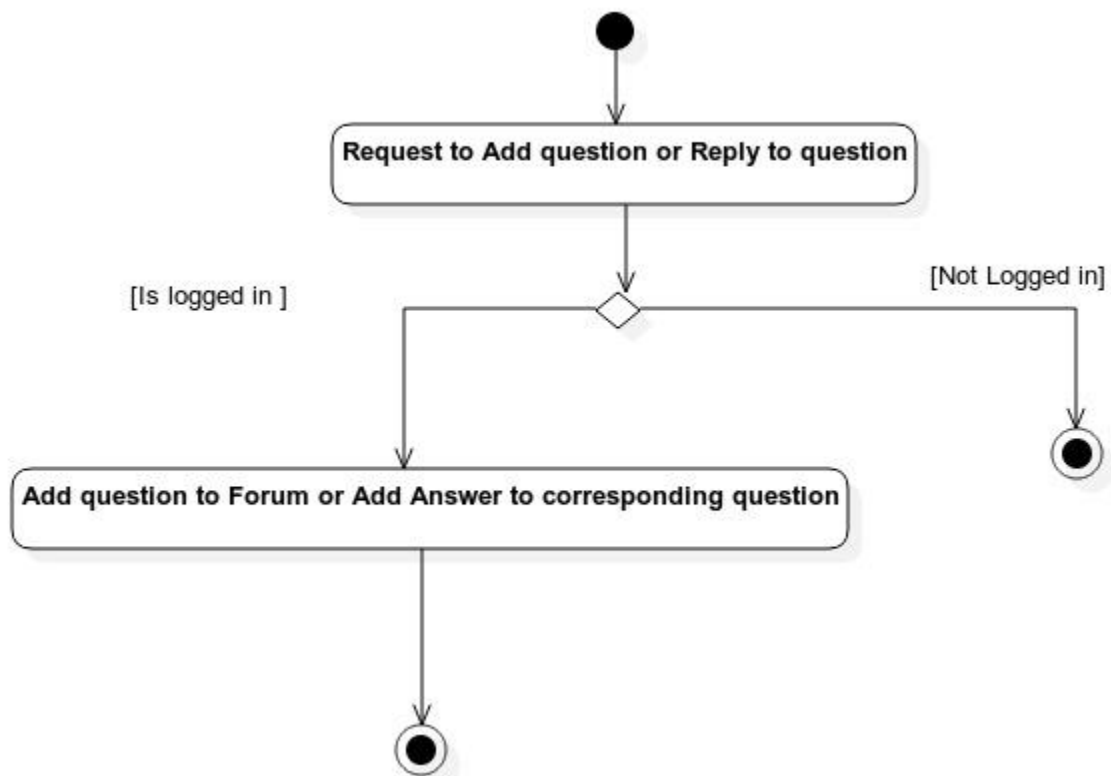 Request to Add question or Reply to question
[Is logged in ]
[Not Logged in]
Add question to Forum or Add Answer to corresponding question